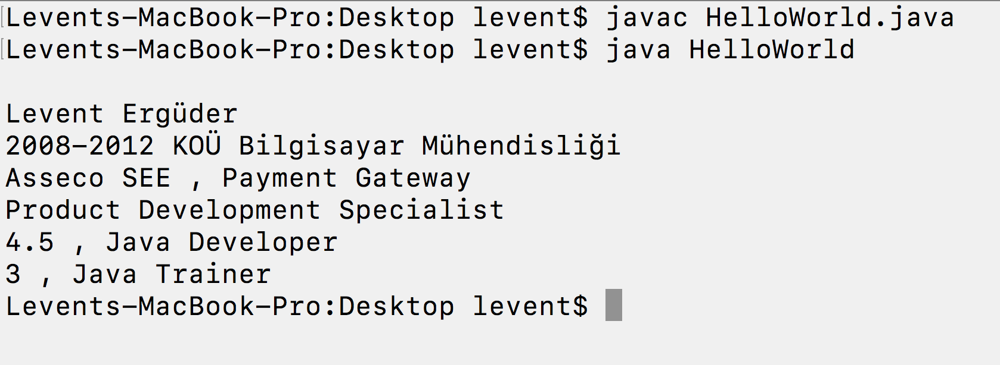 Levents-MacBook-Pro:Desktop levent$ javac HelloWorld.java
Levents-MacBook-Pro:Desktop levent$ java HelloWorld
Levent Ergüder
2008-2012 KOÜ Bilgisayar Mühendisliği
Asseco SEE , Payment Gateway
Product Development Specialist
4.5 , Java Developer
3 , Java Trainer
Levents-MacBook-Pro:Desktop levent$